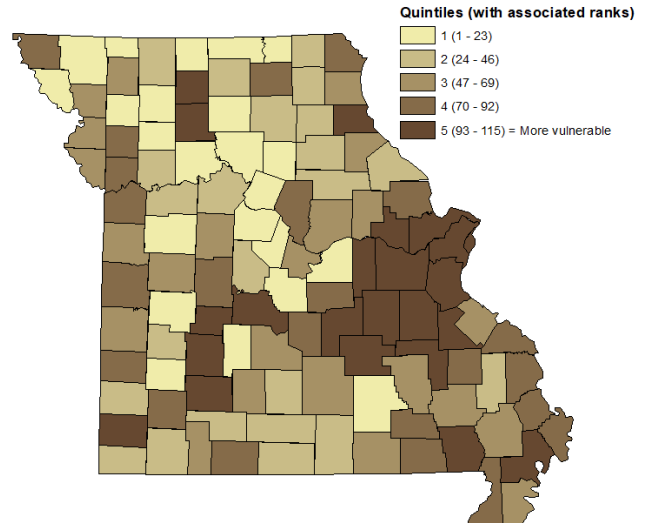 Quintiles (with associated ranks)
1 (1 - 23)
2 (24 - 46)
3 (47 - 69)
4 (70 - 92)
5 (93 - 115) = More vulnerable